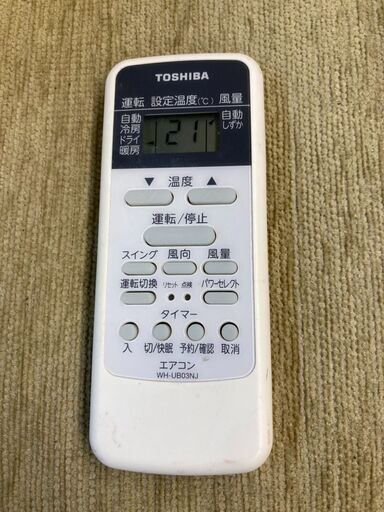 TOSHIBA
運転 設定温度(℃) 風量
自動 自動
冷房 しずか
ドライ
暖房
21
▼ 温度 ▲
運転/停止
スイング 風向 風量
運転切換 リセット 点検 パワーセレクト
タイマー
入 切/快眠 予約/確認 取消
エアコン
WH-UB03NJ